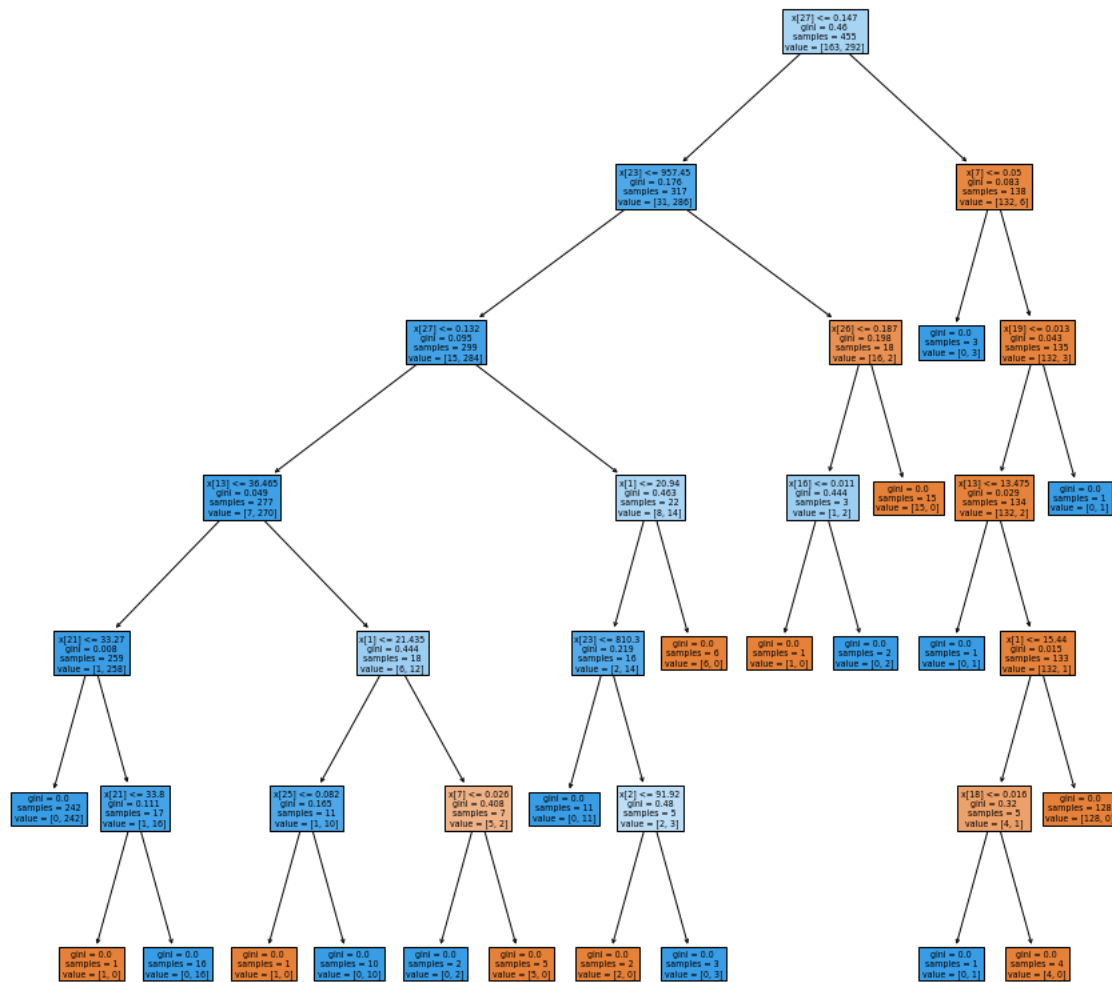 x[27] <= 0.147
gini = 0.46
samples = 455
value = [163, 292]
x[23] <= 957.45
gini = 0.176
samples = 317
value = [31, 286]
x[7] <= 0.05
gini = 0.083
samples = 138
value = [132, 6]
x[27] <= 0.132
gini = 0.095
samples = 299
value = [15, 284]
x[26] <= 0.187
gini = 0.198
samples = 18
value = [16, 2]
gini = 0.0
samples = 3
value = [0, 3]
x[19] <= 0.013
gini = 0.043
samples = 135
value = [132, 3]
x[13] <= 36.465
gini = 0.049
samples = 277
value = [7, 270]
x[1] <= 20.94
gini = 0.463
samples = 22
value = [8, 14]
x[16] <= 0.011
gini = 0.444
samples = 3
value = [1, 2]
gini = 0.0
samples = 15
value = [15, 0]
x[13] <= 13.475
gini = 0.029
samples = 134
value = [132, 2]
gini = 0.0
samples = 1
value = [0, 1]
x[21] <= 33.27
gini = 0.008
samples = 259
value = [1, 258]
x[1] <= 21.435
gini = 0.444
samples = 18
value = [6, 12]
x[23] <= 810.3
gini = 0.219
samples = 16
value = [2, 14]
gini = 0.0
samples = 6
value = [6, 0]
gini = 0.0
samples = 1
value = [1, 0]
gini = 0.0
samples = 2
value = [0, 2]
gini = 0.0
samples = 1
value = [0, 1]
x[1] <= 15.44
gini = 0.015
samples = 133
value = [132, 1]
gini = 0.0
samples = 242
value = [0, 242]
x[21] <= 33.8
gini = 0.111
samples = 17
value = [1, 16]
x[25] <= 0.082
gini = 0.165
samples = 11
value = [1, 10]
x[7] <= 0.026
gini = 0.408
samples = 7
value = [5, 2]
gini = 0.0
samples = 11
value = [0, 11]
x[2] <= 91.92
gini = 0.48
samples = 5
value = [2, 3]
x[18] <= 0.016
gini = 0.32
samples = 5
value = [4, 1]
gini = 0.0
samples = 128
value = [128, 0
gini = 0.0
samples = 1
value = [1, 0]
gini = 0.0
samples = 16
value = [0, 16]
gini = 0.0
samples = 1
value = [1, 0]
gini = 0.0
samples = 10
value = [0, 10]
gini = 0.0
samples = 2
value = [0, 2]
gini = 0.0
samples = 5
value = [5, 0]
gini = 0.0
samples = 2
value = [2, 0]
gini = 0.0
samples = 3
value = [0, 3]
gini = 0.0
samples = 1
value = [0, 1]
gini = 0.0
samples = 4
value = [4, 0]